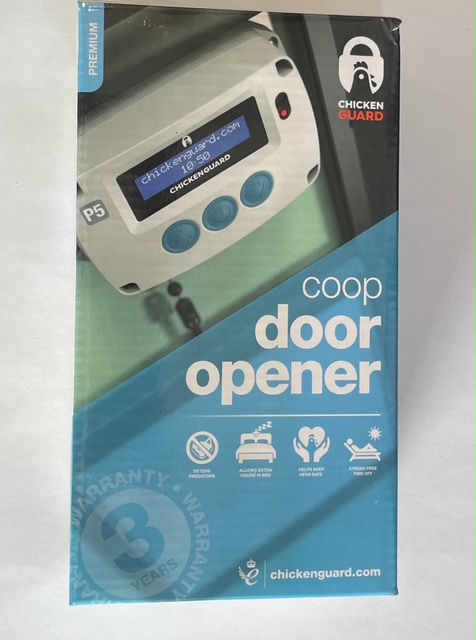 PREMIUM
CHICKEN
GUARD
chickenguard.com
10:50
CHICKENGUARD
P5
coop
door
opener
DETERS
PREDATORS
ALLOWS EXTRA
HOURS IN BED
HELPS KEEP
HENS SAFE
STRESS-FREE
TIME OFF
WARRANTY • WARRANTY
3
YEARS
chickenguard.com